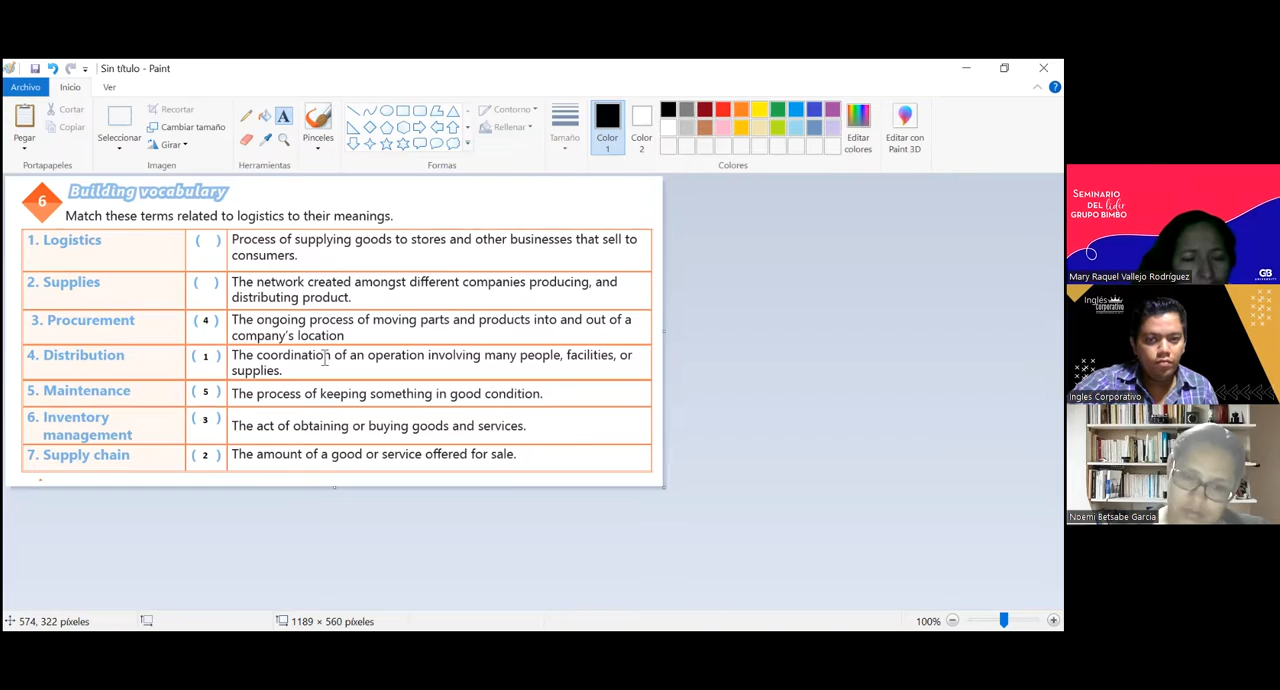 Sin título - Paint
Archivo Inicio Ver
Pegar
Cortar
Copiar
Portapapeles
Seleccionar
Recortar
Cambiar tamaño
Girar
Imagen
A
Herramientas
Pinceles
Contorno
Rellenar
Formas
Tamaño
Color 1
Color 2
Editar colores
Colores
Editar con Paint 3D
6 Building vocabulary
Match these terms related to logistics to their meanings.
1. Logistics ( ) Process of supplying goods to stores and other businesses that sell to
consumers.
2. Supplies ( ) The network created amongst different companies producing, and
distributing product.
3. Procurement ( 4 ) The ongoing process of moving parts and products into and out of a
company's location
4. Distribution ( 1 ) The coordination of an operation involving many people, facilities, or
supplies.
5. Maintenance ( 5 ) The process of keeping something in good condition.
6. Inventory
management ( 3 ) The act of obtaining or buying goods and services.
7. Supply chain ( 2 ) The amount of a good or service offered for sale.
574, 322 píxeles
1189 × 560 píxeles
100%
SEMINARIO
DEL líder
GRUPO BIMBO
GB
UNIVERSITY
Mary Raquel Vallejo Rodríguez
Inglés
Corporativo
Ingles Corporativo
Noemi Betsabe Garcia